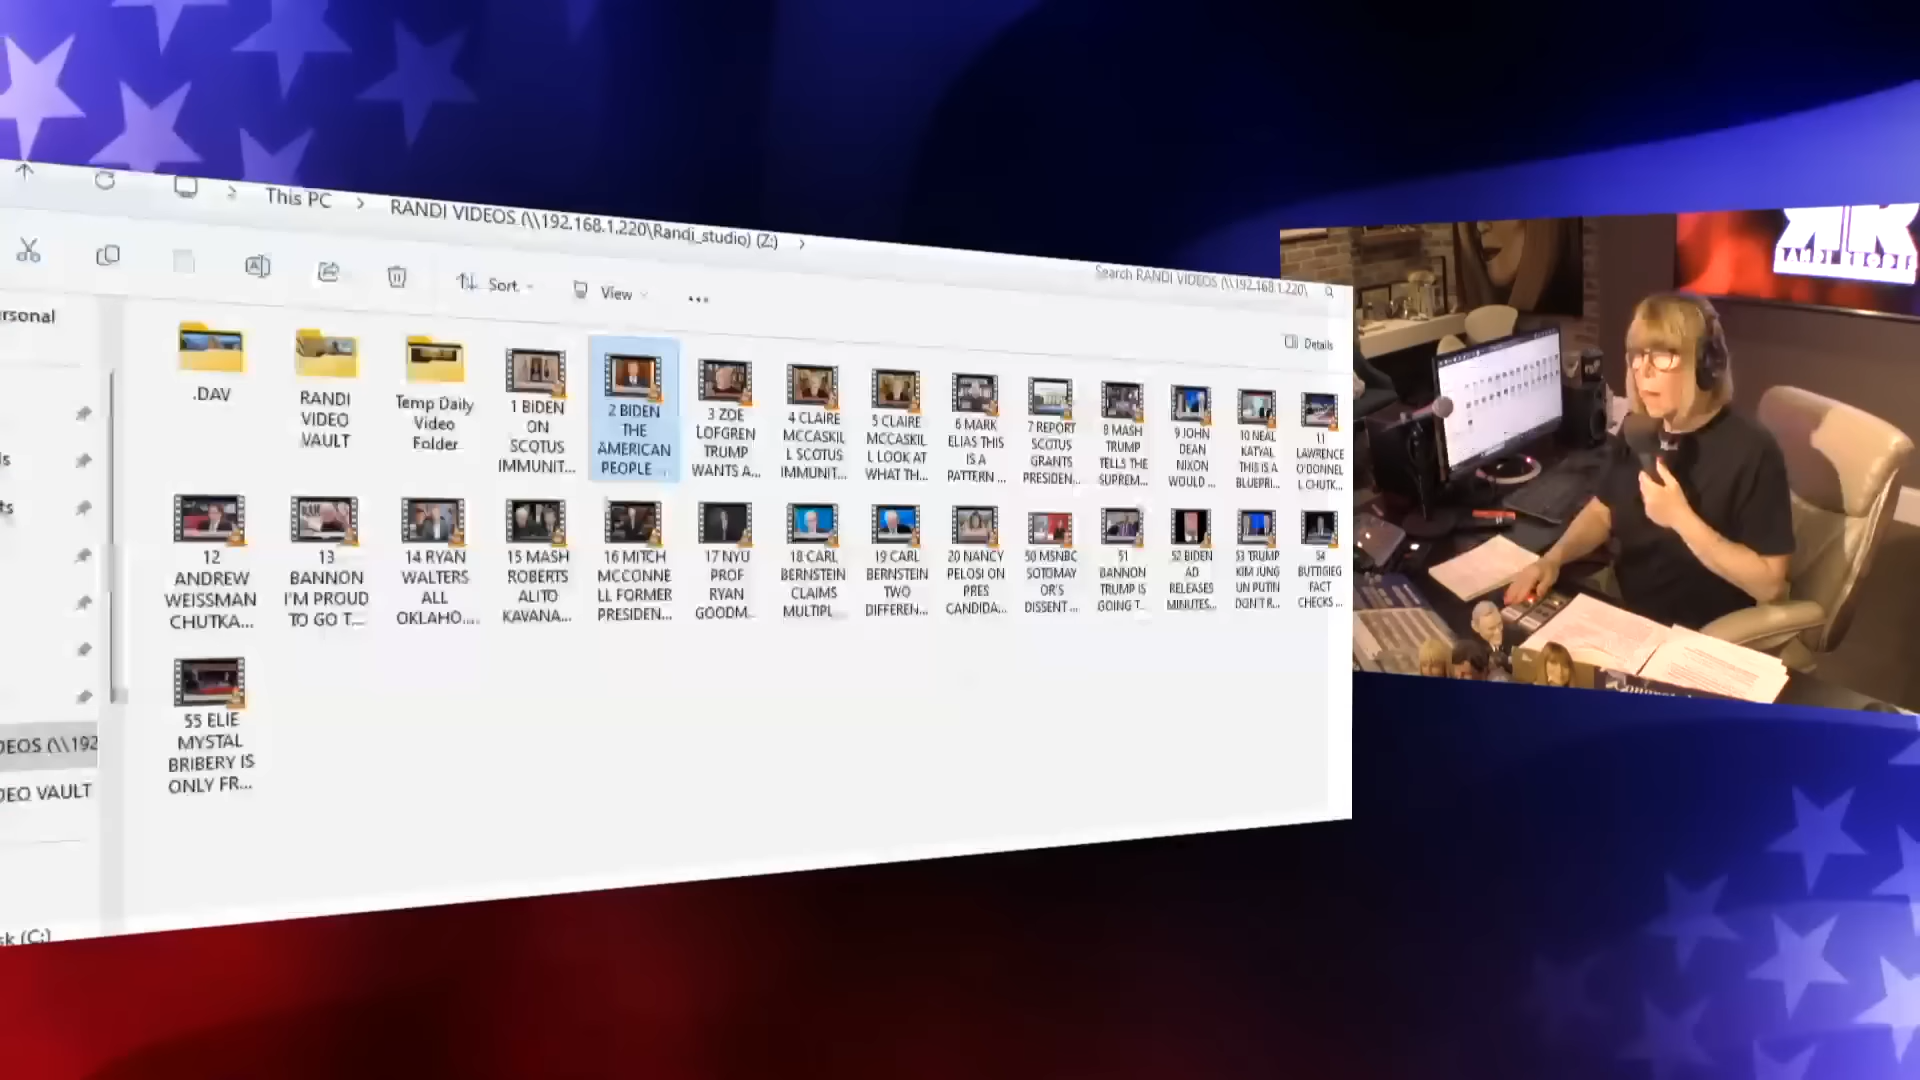 This PC > RANDI VIDEOS (\\192.168.1.220\Randi_studio) (Z:) >
Sort
View
...
Search RANDI VIDEOS (\\192.168.1.220\
Details
ersonal
.DAV
RANDI
VIDEO
VAULT
Temp Daily
Video
Folder
1 BIDEN
ON
SCOTUS
IMMUNIT...
2 BIDEN
THE
AMERICAN
PEOPLE ...
3 ZOE
LOFGREN
TRUMP
WANTS A...
4 CLAIRE
MCCASKIL
L SCOTUS
IMMUNIT...
5 CLAIRE
MCCASKIL
L LOOK AT
WHAT TH...
6 MARK
ELIAS THIS
IS A
PATTERN ...
7 REPORT
SCOTUS
GRANTS
PRESIDEN...
8 MASH
TRUMP
TELLS THE
SUPREM...
9 JOHN
DEAN
NIXON
WOULD ...
10 NEAL
KATYAL
THIS IS A
BLUEPRI...
11
LAWRENCE
O'DONNEL
L CHUTK...
12
ANDREW
WEISSMAN
CHUTKA...
13
BANNON
I'M PROUD
TO GO T...
14 RYAN
WALTERS
ALL
OKLAHO...
15 MASH
ROBERTS
ALITO
KAVANA...
16 MITCH
MCCONNE
LL FORMER
PRESIDEN...
17 NYU
PROF
RYAN
GOODM...
18 CARL
BERNSTEIN
CLAIMS
MULTIPL...
19 CARL
BERNSTEIN
TWO
DIFFEREN...
20 NANCY
PELOSI ON
PRES
CANDIDA...
50 MSNBC
SOTOMAY
OR'S
DISSENT ...
51
BANNON
TRUMP IS
GOING T...
52 BIDEN
AD
RELEASES
MINUTES...
53 TRUMP
KIM JUNG
UN PUTIN
DON'T R...
54
BUTTIGIEG
FACT
CHECKS ...
55 ELIE
MYSTAL
BRIBERY IS
ONLY FR...
DEOS (\\192
DEO VAULT
sk (C:)
RANDI RHODES